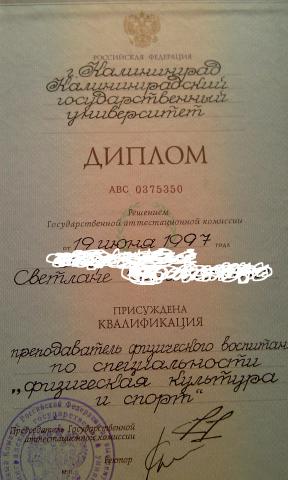 РОССИЙСКАЯ ФЕДЕРАЦИЯ
г. Калининград
Калининградский
государственный
университет
ДИПЛОМ
АВС 0375350
Решением
Государственной аттестационной комиссии
от 19 июня 1997 года
Светлане
ПРИСУЖДЕНА
КВАЛИФИКАЦИЯ
преподаватель физического воспитан
по специальности
„физическая культура
и спорт“
Председатель Государственной
аттестационной комиссии
Ректор
М.П.